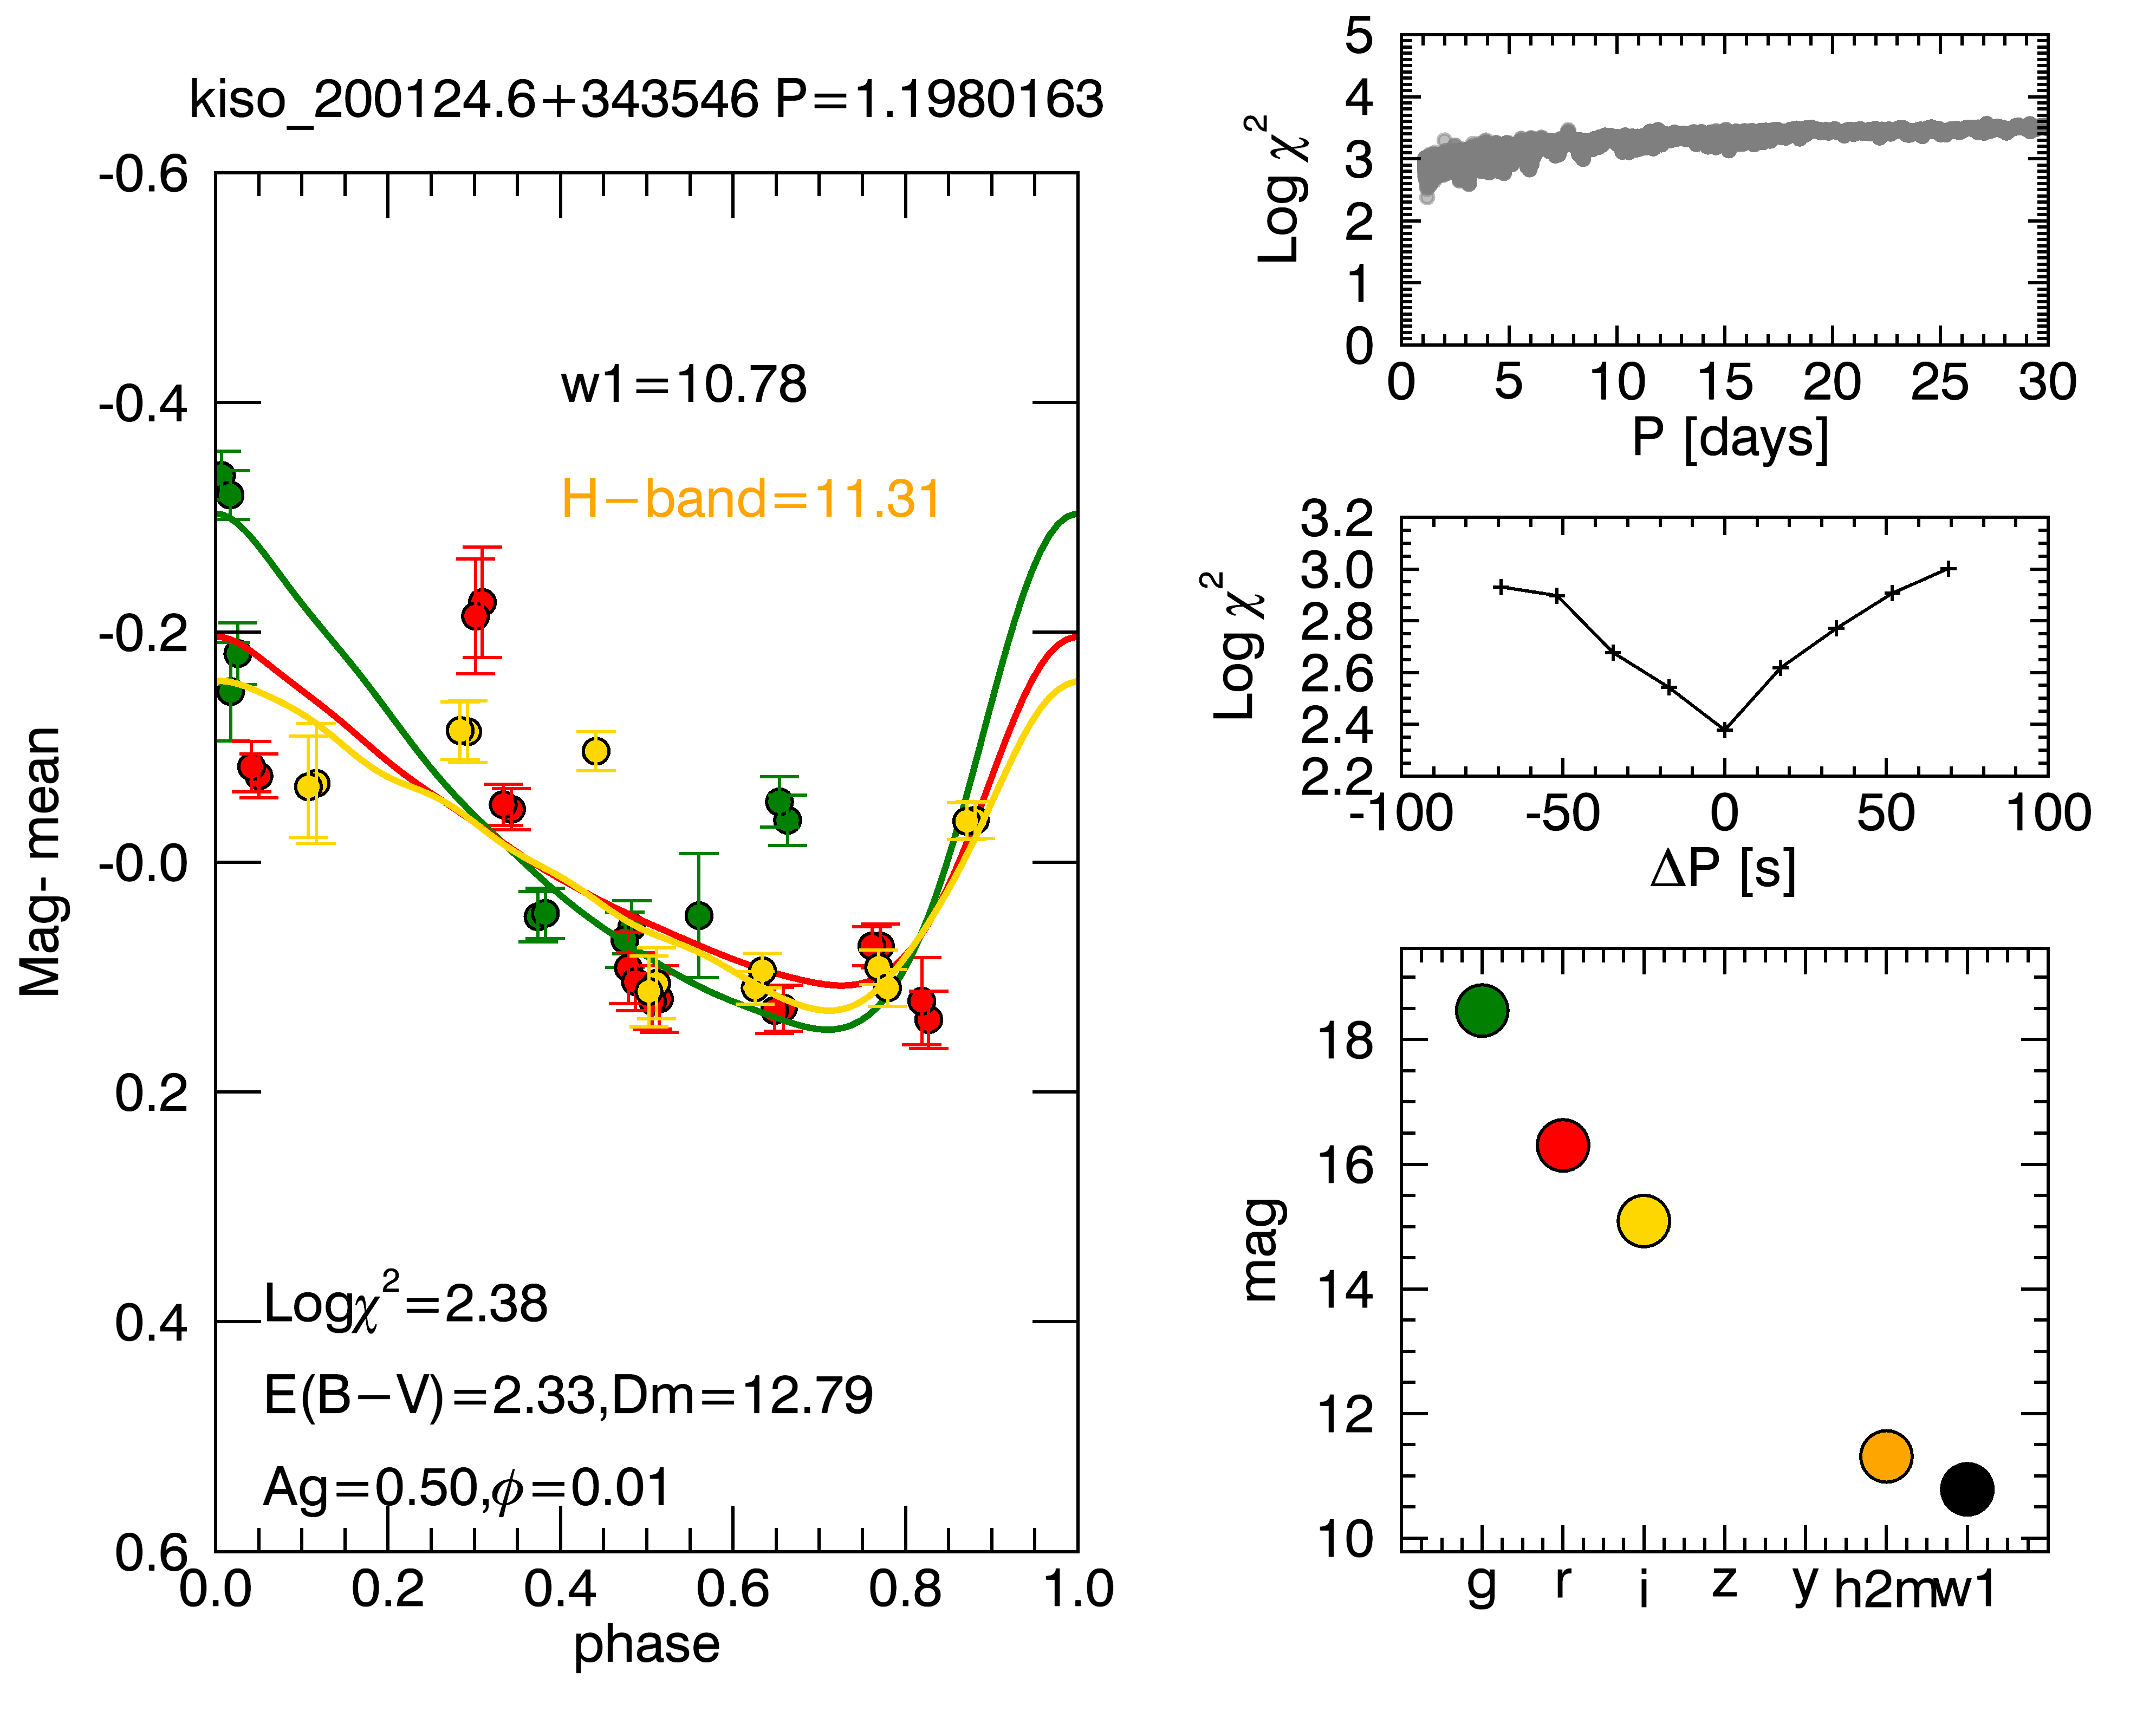 kiso_200124.6+343546 P=1.1980163
-0.6
-0.4
-0.2
-0.0
0.2
0.4
0.6
Mag- mean
w1=10.78
H−band=11.31
Logχ²=2.38
E(B−V)=2.33,Dm=12.79
Ag=0.50,ϕ=0.01
0.0 0.2 0.4 0.6 0.8 1.0
phase
5
4
3
2
1
0
Log χ²
0 5 10 15 20 25 30
P [days]
3.2
3.0
2.8
2.6
2.4
2.2
Log χ²
-100 -50 0 50 100
ΔP [s]
18
16
14
12
10
mag
g r i z y h2mw1